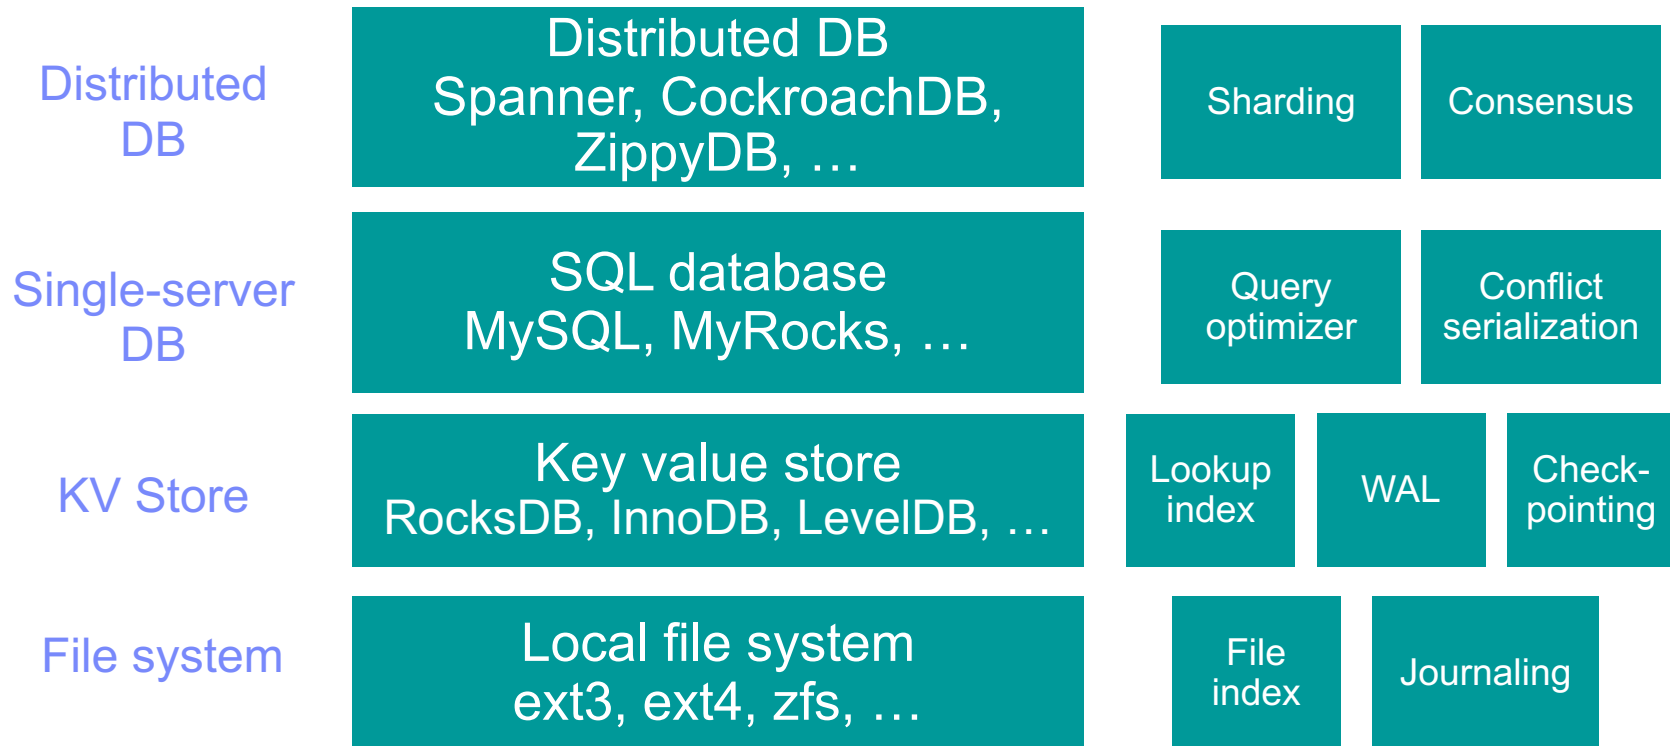 Distributed
DB
Distributed DB
Spanner, CockroachDB,
ZippyDB, …
Sharding
Consensus
Single-server
DB
SQL database
MySQL, MyRocks, …
Query
optimizer
Conflict
serialization
KV Store
Key value store
RocksDB, InnoDB, LevelDB, …
Lookup
index
WAL
Check-
pointing
File system
Local file system
ext3, ext4, zfs, …
File
index
Journaling